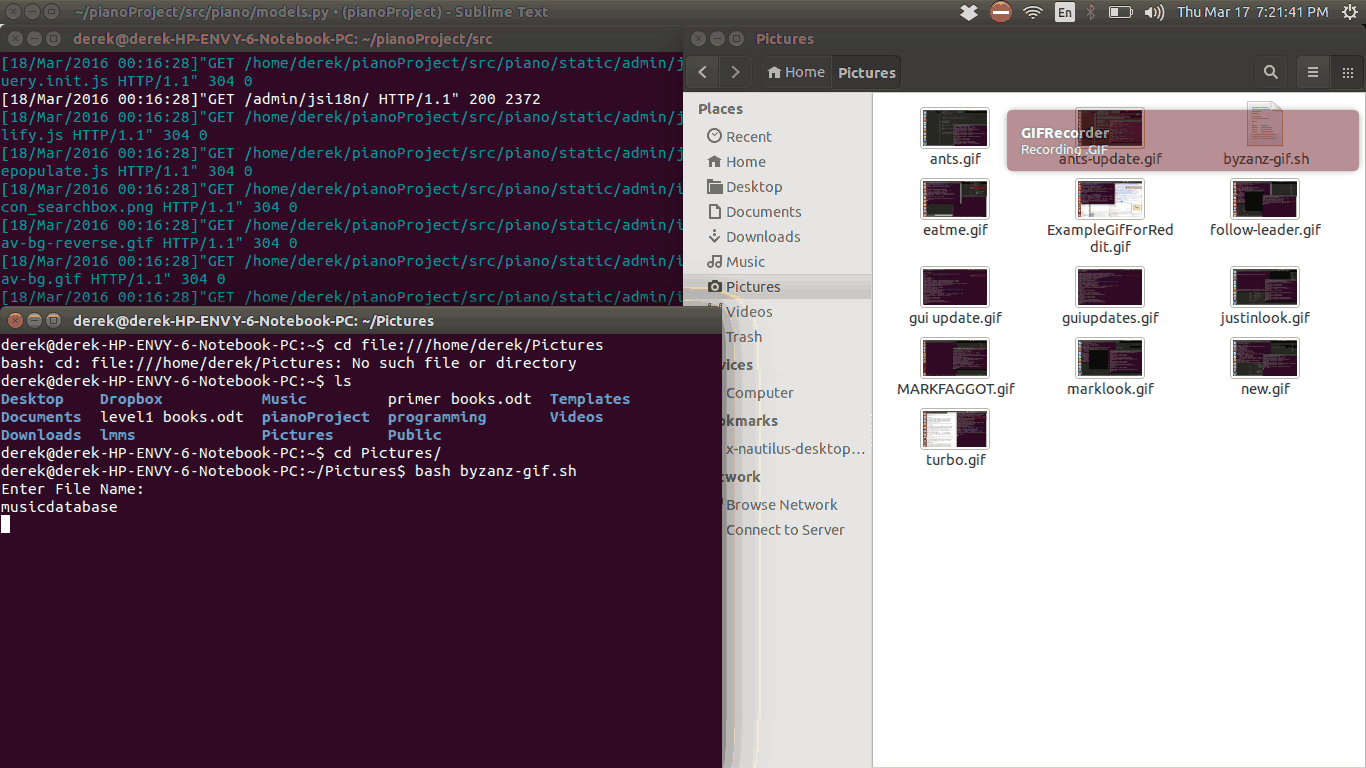 ~/pianoProject/src/piano/models.py • (pianoProject) - Sublime Text
En
Thu Mar 17 7:21:41 PM
derek@derek-HP-ENVY-6-Notebook-PC: ~/pianoProject/src
[18/Mar/2016 00:16:28]"GET /home/derek/pianoProject/src/piano/static/admin/j
uery.init.js HTTP/1.1" 304 0
[18/Mar/2016 00:16:28]"GET /admin/jsi18n/ HTTP/1.1" 200 2372
[18/Mar/2016 00:16:28]"GET /home/derek/pianoProject/src/piano/static/admin/j
lify.js HTTP/1.1" 304 0
[18/Mar/2016 00:16:28]"GET /home/derek/pianoProject/src/piano/static/admin/j
epopulate.js HTTP/1.1" 304 0
[18/Mar/2016 00:16:28]"GET /home/derek/pianoProject/src/piano/static/admin/i
con_searchbox.png HTTP/1.1" 304 0
[18/Mar/2016 00:16:28]"GET /home/derek/pianoProject/src/piano/static/admin/i
av-bg-reverse.gif HTTP/1.1" 304 0
[18/Mar/2016 00:16:28]"GET /home/derek/pianoProject/src/piano/static/admin/i
av-bg.gif HTTP/1.1" 304 0
[18/Mar/2016 00:16:28]"GET /home/derek/pianoProject/src/piano/static/admin/i
derek@derek-HP-ENVY-6-Notebook-PC: ~/Pictures
derek@derek-HP-ENVY-6-Notebook-PC:~$ cd file:///home/derek/Pictures
bash: cd: file:///home/derek/Pictures: No such file or directory
derek@derek-HP-ENVY-6-Notebook-PC:~$ ls
Desktop Dropbox Music primer books.odt Templates
Documents level1 books.odt pianoProject programming Videos
Downloads lmms Pictures Public
derek@derek-HP-ENVY-6-Notebook-PC:~$ cd Pictures/
derek@derek-HP-ENVY-6-Notebook-PC:~/Pictures$ bash byzanz-gif.sh
Enter File Name:
musicdatabase
Pictures
Home Pictures
Places
Recent
Home
Desktop
Documents
Downloads
Music
Pictures
Videos
Trash
vices
Computer
okmarks
x-nautilus-desktop...
twork
Browse Network
Connect to Server
GIFRecorder
Recording .GIF
ants.gif ants-update.gif byzanz-gif.sh
eatme.gif ExampleGifForRed follow-leader.gif
dit.gif
gui update.gif guiupdates.gif justinlook.gif
MARKFAGGOT.gif marklook.gif new.gif
turbo.gif